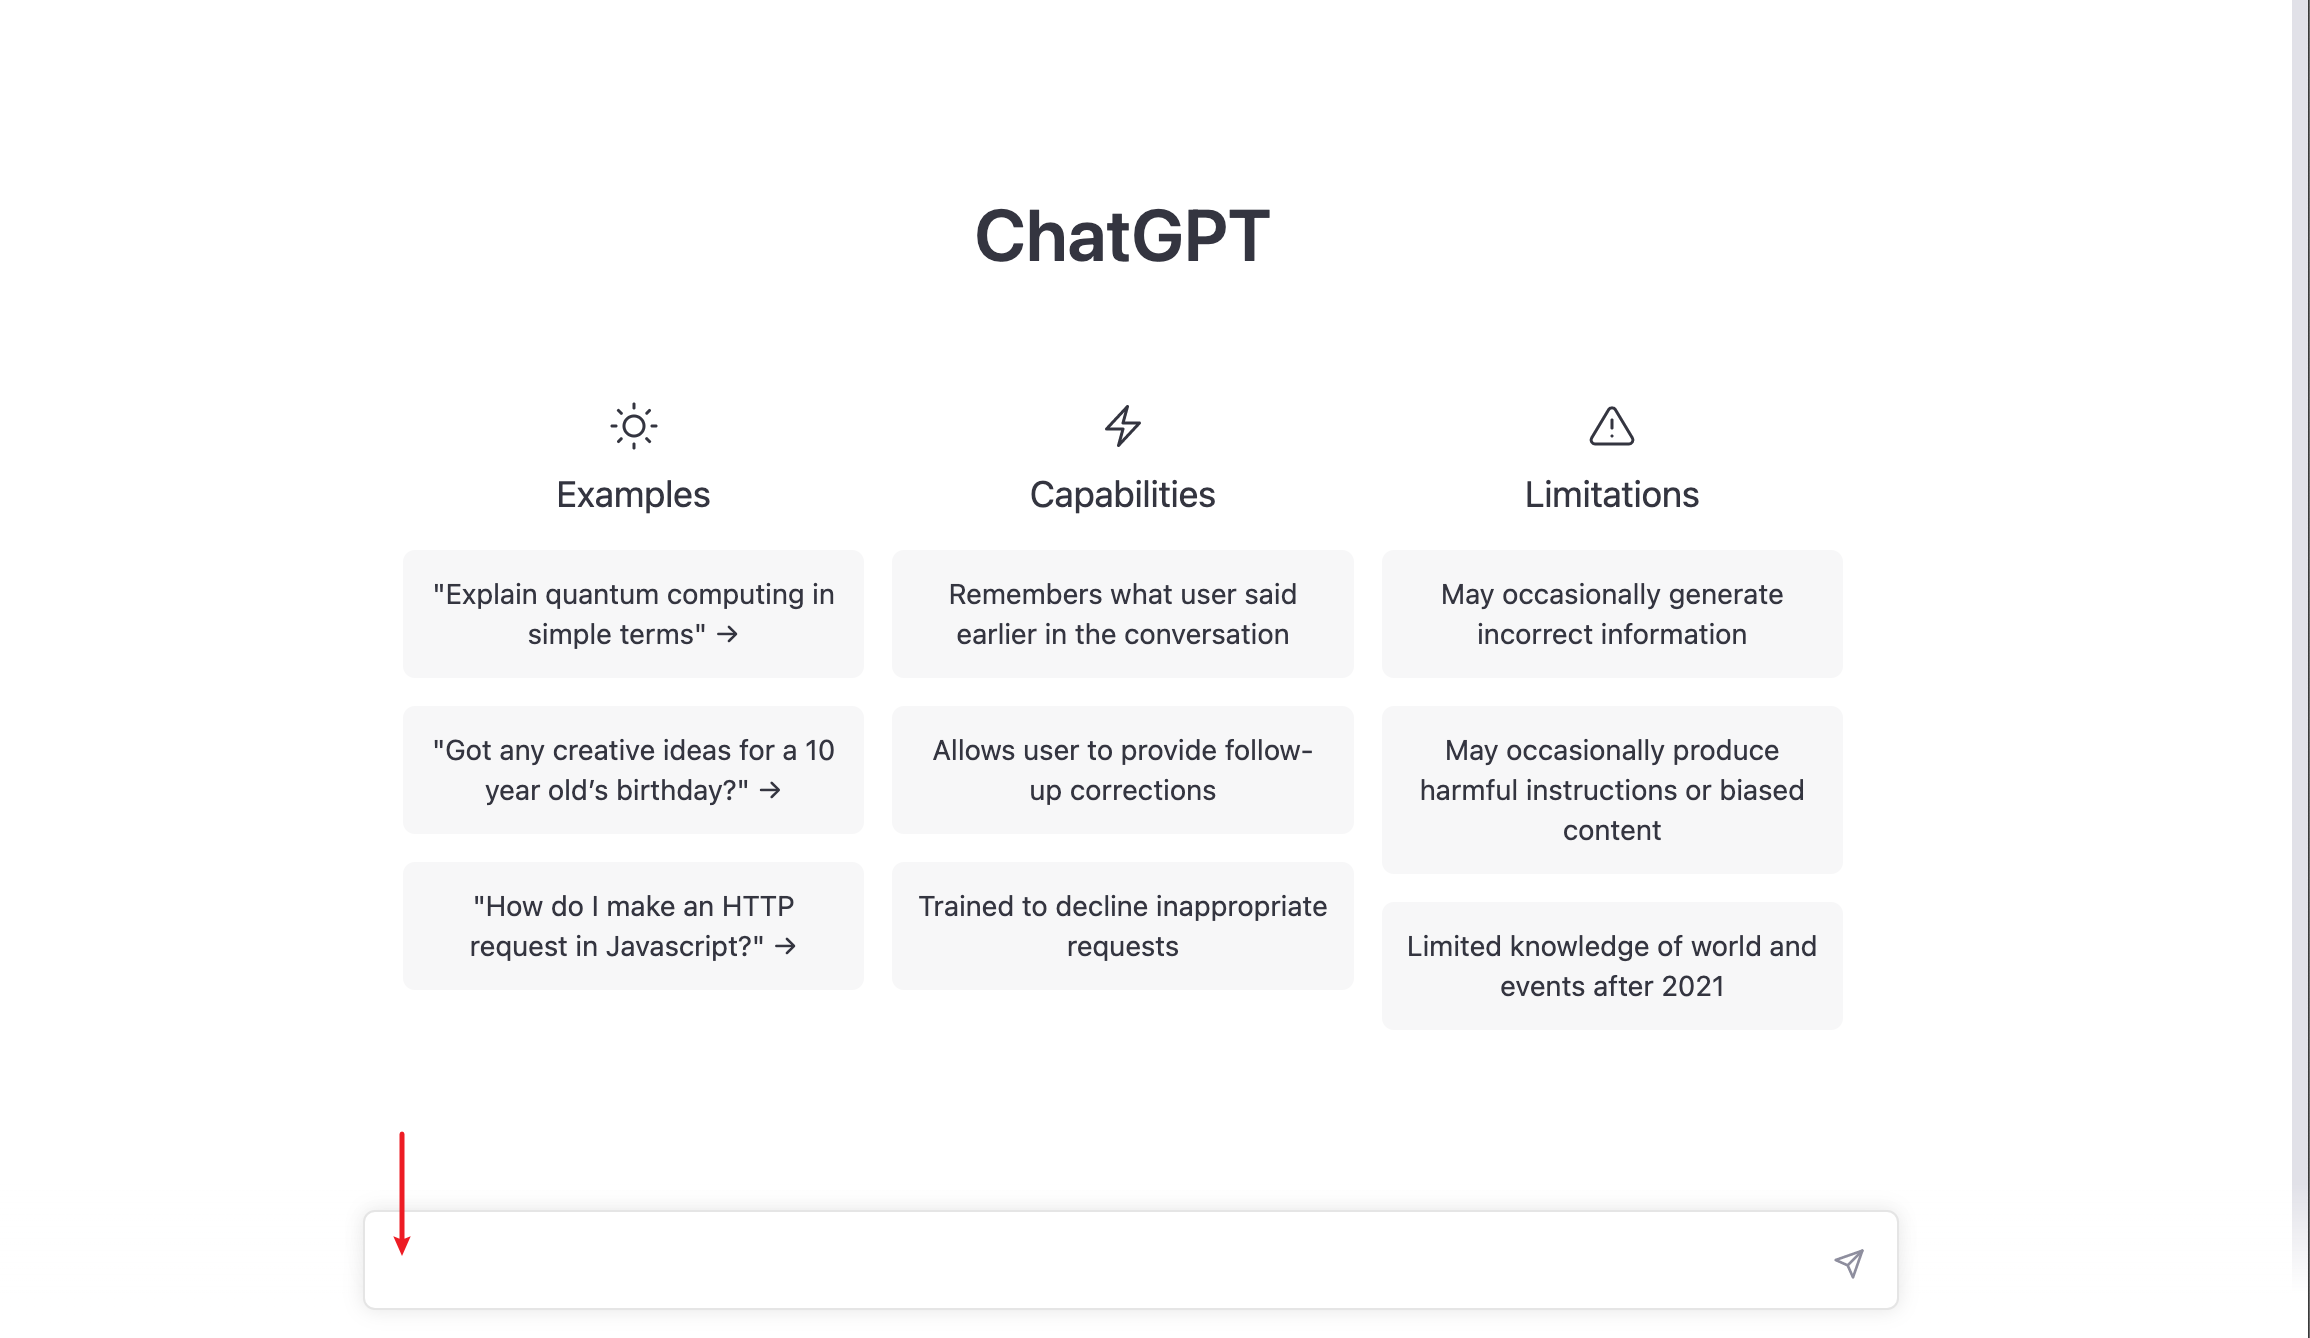 ChatGPT
Examples
"Explain quantum computing in
simple terms" →
"Got any creative ideas for a 10
year old’s birthday?" →
"How do I make an HTTP
request in Javascript?" →
Capabilities
Remembers what user said
earlier in the conversation
Allows user to provide follow-
up corrections
Trained to decline inappropriate
requests
Limitations
May occasionally generate
incorrect information
May occasionally produce
harmful instructions or biased
content
Limited knowledge of world and
events after 2021